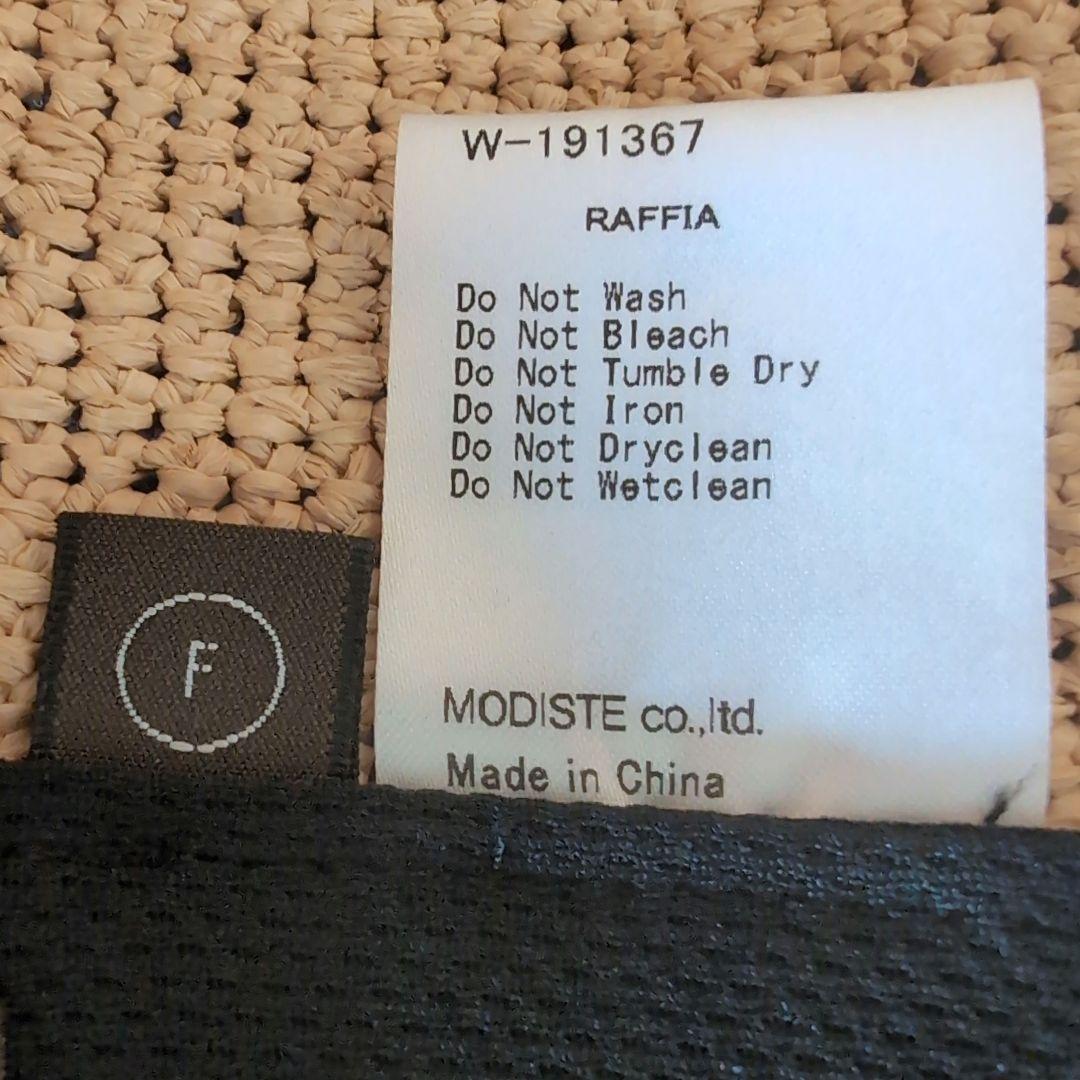 W-191367
RAFFIA
Do Not Wash
Do Not Bleach
Do Not Tumble Dry
Do Not Iron
Do Not Dryclean
Do Not Wetclean
F
MODISTE co.,ltd.
Made in China